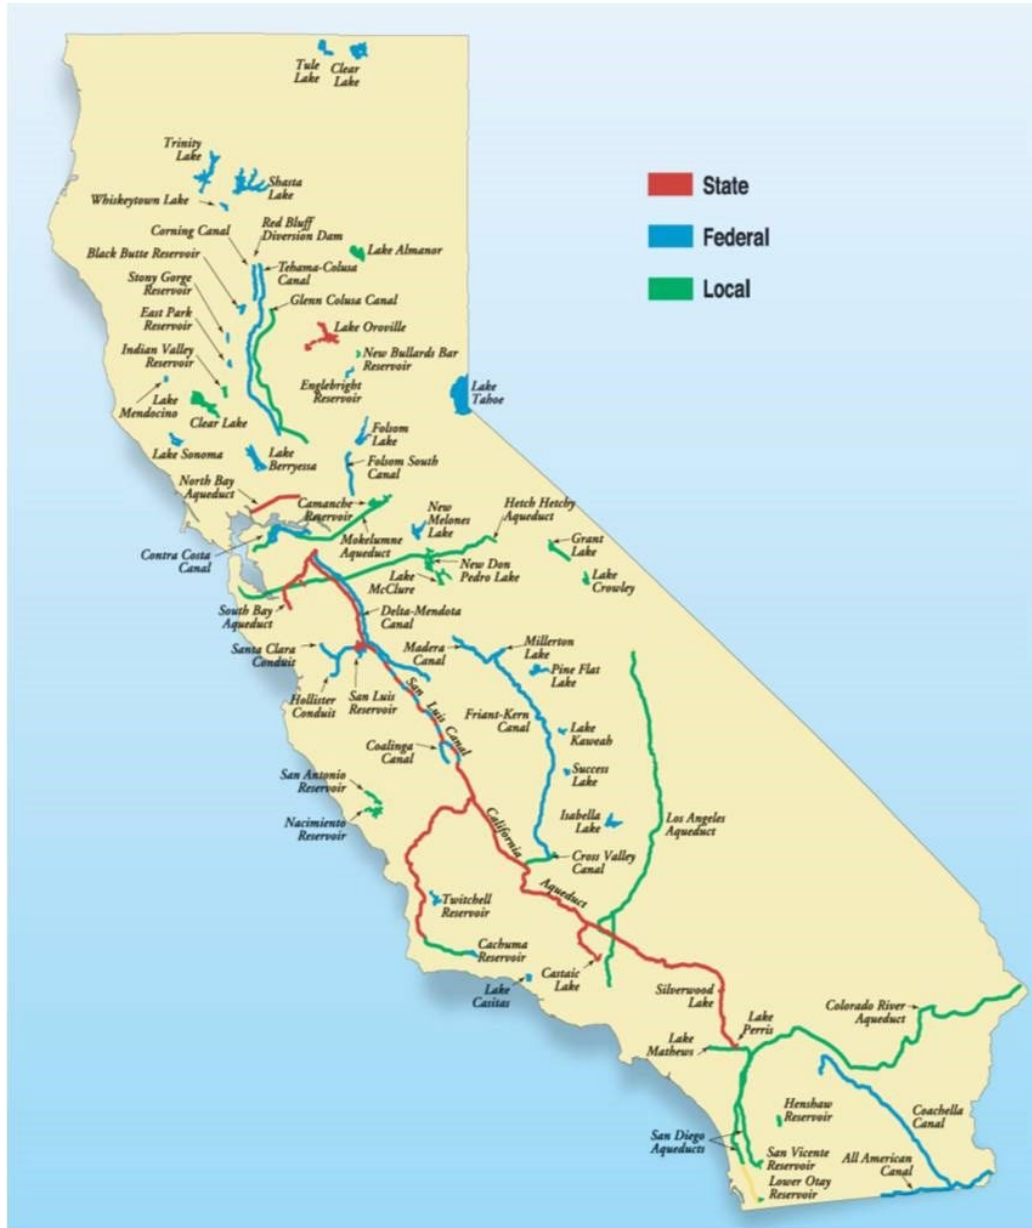 Tule
Lake
Clear
Lake
Trinity
Lake
Shasta
Lake
Whiskeytown Lake
State
Federal
Local
Corning Canal
Red Bluff
Diversion Dam
Lake Almanor
Black Butte Reservoir
Tehama-Colusa
Canal
Stony Gorge
Reservoir
Glenn Colusa Canal
East Park
Reservoir
Lake Oroville
Indian Valley
Reservoir
New Bullards Bar
Reservoir
Englebright
Reservoir
Lake
Tahoe
Lake
Mendocino
Clear Lake
Folsom
Lake
Lake Sonoma
Lake
Berryessa
Folsom South
Canal
North Bay
Aqueduct
Camanche
Reservoir
New
Melones
Lake
Hetch Hetchy
Aqueduct
Contra Costa
Canal
Mokelumne
Aqueduct
Grant
Lake
New Don
Pedro Lake
Lake
McClure
Lake
Crowley
South Bay
Aqueduct
Delta-Mendota
Canal
Santa Clara
Conduit
Madera
Canal
Millerton
Lake
Pine Flat
Lake
Hollister
Conduit
San Luis
Reservoir
San Luis Canal
Friant-Kern
Canal
Lake
Kaweah
Coalinga
Canal
Success
Lake
San Antonio
Reservoir
Nacimiento
Reservoir
Isabella
Lake
Los Angeles
Aqueduct
California
Aqueduct
Cross Valley
Canal
Twitchell
Reservoir
Cachuma
Reservoir
Castaic
Lake
Lake
Casitas
Silverwood
Lake
Colorado River
Aqueduct
Lake
Perris
Lake
Mathews
Henshaw
Reservoir
Coachella
Canal
San Diego
Aqueducts
San Vicente
Reservoir
All American
Canal
Lower Otay
Reservoir